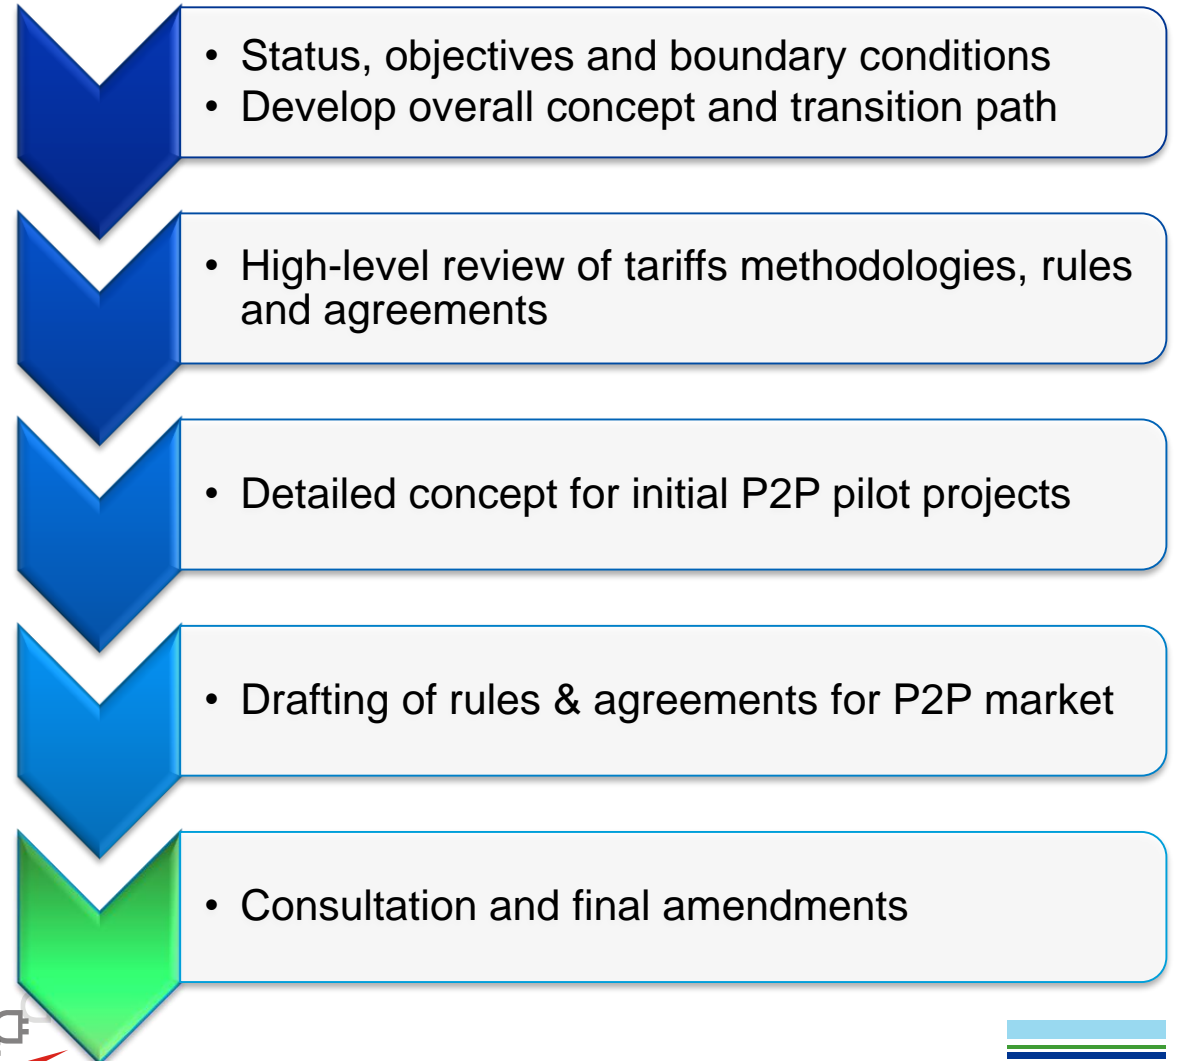 • Status, objectives and boundary conditions
• Develop overall concept and transition path
• High-level review of tariffs methodologies, rules
and agreements
• Detailed concept for initial P2P pilot projects
• Drafting of rules & agreements for P2P market
• Consultation and final amendments